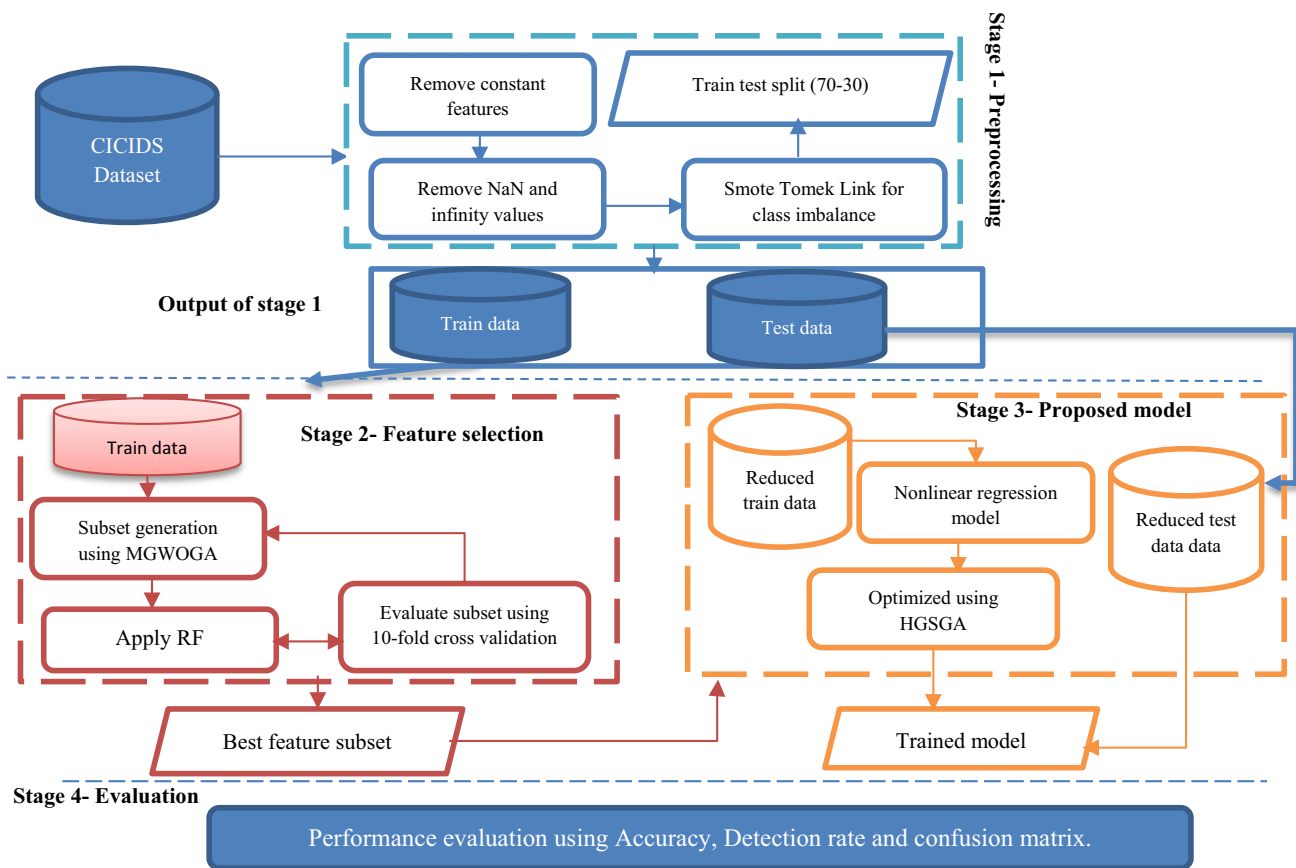 CICIDS
Dataset
Remove constant
features
Train test split (70-30)
Remove NaN and
infinity values
Smote Tomek Link for
class imbalance
Stage 1- Preprocessing
Output of stage 1
Train data
Test data
Train data
Stage 2- Feature selection
Subset generation
using MGWOGA
Apply RF
Evaluate subset using
10-fold cross validation
Best feature subset
Stage 3- Proposed model
Reduced
train data
Nonlinear regression
model
Reduced test
data data
Optimized using
HGSGA
Trained model
Stage 4- Evaluation
Performance evaluation using Accuracy, Detection rate and confusion matrix.